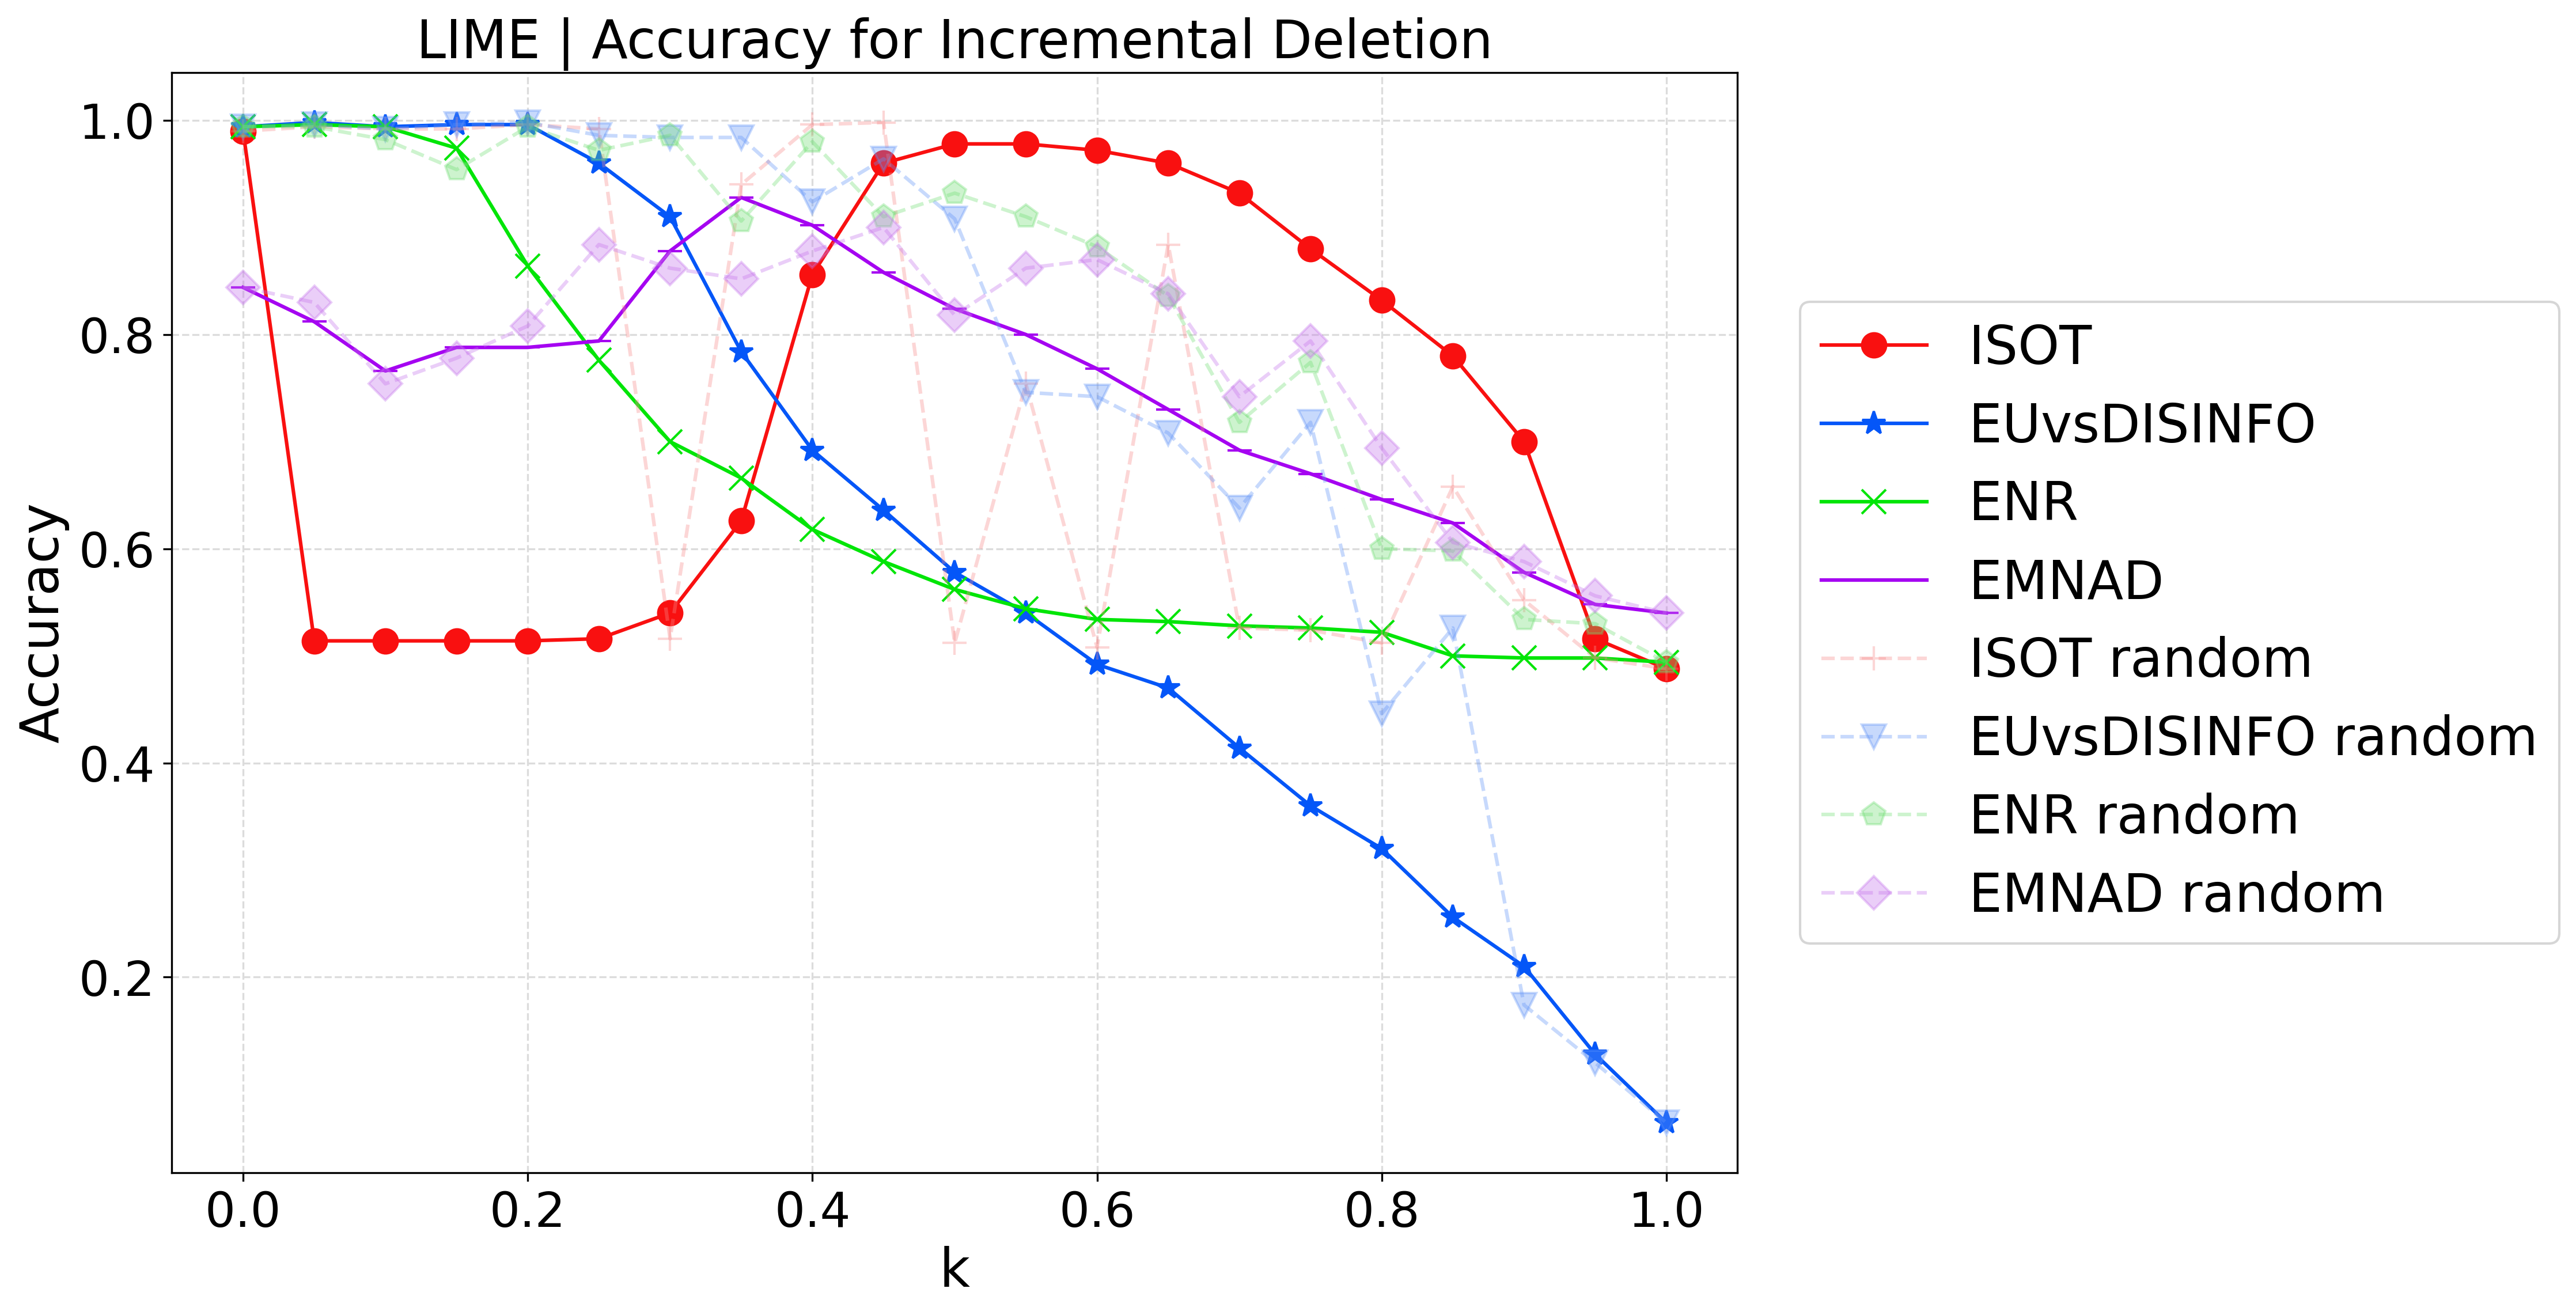 LIME | Accuracy for Incremental Deletion
Accuracy
1.0
0.8
0.6
0.4
0.2
0.0
0.2
0.4
0.6
0.8
1.0
k
ISOT
EUvsDISINFO
ENR
EMNAD
ISOT random
EUvsDISINFO random
ENR random
EMNAD random